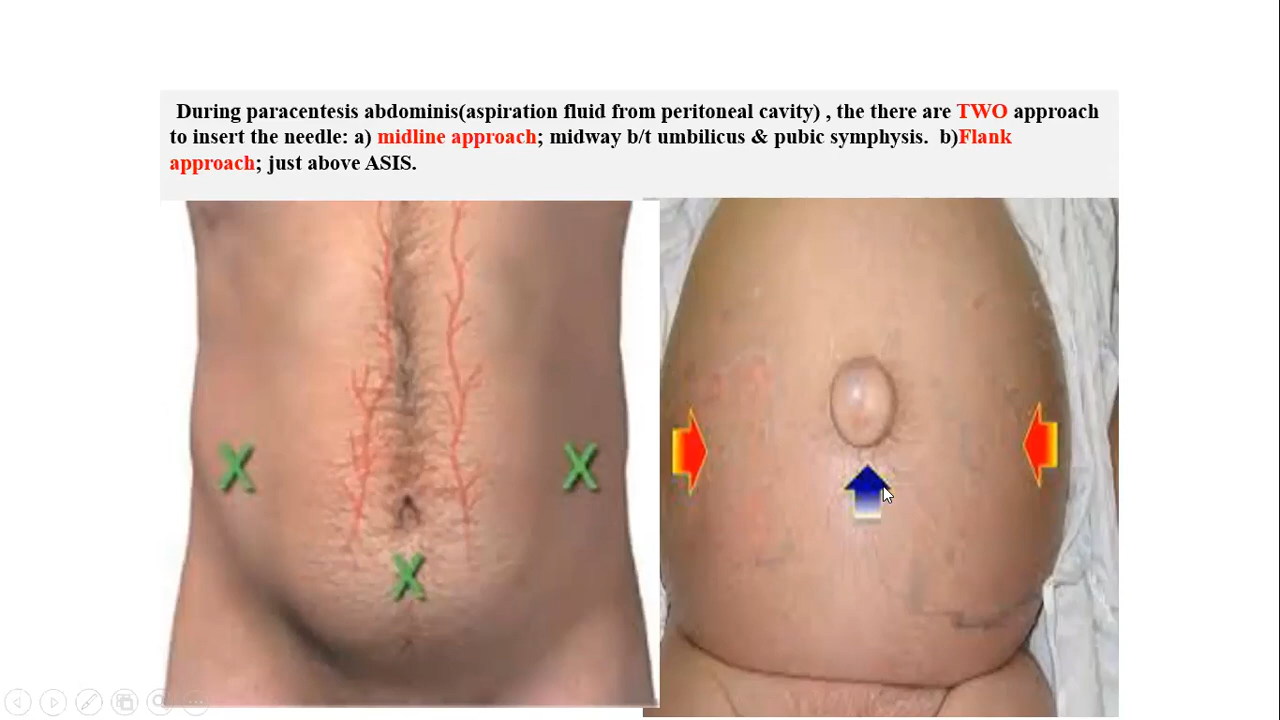 During paracentesis abdominis(aspiration fluid from peritoneal cavity) , the there are TWO approach
to insert the needle: a) midline approach; midway b/t umbilicus & pubic symphysis. b)Flank
approach; just above ASIS.
X X
X